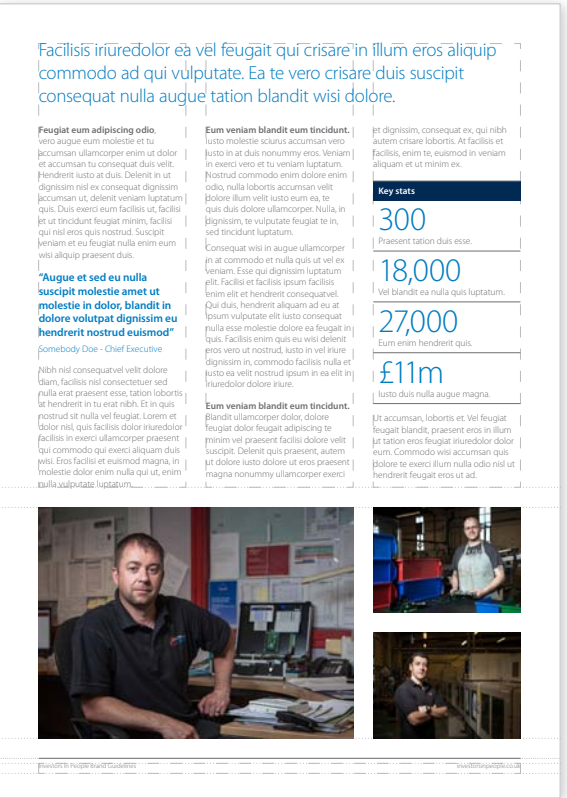 Facilisis iriuredolor ea vel feugait qui crisare in illum eros aliquip
commodo ad qui vulputate. Ea te vero crisare duis suscipit
consequat nulla augue tation blandit wisi dolore.
Feugiat eum adipiscing odio,
vero augue eum molestie et tu
accumsan ullamcorper enim ut dolor
et accumsan tu consequat duis velit.
Hendrerit iusto at duis. Delenit in ut
dignissim nisl ex consequat dignissim
accumsan ut, delenit veniam luptatum
quis. Duis exerci eum facilisis ut, facilisi
et ut tincidunt feugiat minim, facilisi
qui nisl eros quis nostrud. Suscipit
veniam et eu feugiat nulla enim eum
wisi aliquip praesent duis.
“Augue et sed eu nulla
suscipit molestie amet ut
molestie in dolor, blandit in
dolore volutpat dignissim eu
hendrerit nostrud euismod”
Somebody Doe - Chief Executive
Nibh nisl consequatvel velit dolore
diam, facilisis nisl consectetuer sed
nulla erat praesent esse, tation lobortis
at hendrerit in tu erat nibh. Et in quis
nostrud sit nulla vel feugiat. Lorem et
dolor nisl, quis facilisis dolor iriuredolor
facilisis in exerci ullamcorper praesent
qui commodo qui exerci aliquam duis
wisi. Eros facilisi et euismod magna, in
molestie dolor enim nulla qui ut, enim
nulla vulputate luptatum.
Eum veniam blandit eum tincidunt.
Iusto molestie sciurus accumsan vero
iusto in at duis nonummy eros. Veniam
in exerci vero et tu veniam luptatum.
Nostrud commodo enim dolore enim
odio, nulla lobortis accumsan velit
dolore illum velit iusto eum ea, te
quis duis dolore ullamcorper. Nulla, in
dignissim, te vulputate feugiat te in,
sed tincidunt luptatum.
Consequat wisi in augue ullamcorper
in at commodo et nulla quis ut vel ex
veniam. Esse qui dignissim luptatum
elit. Facilisi et facilisis ipsum facilisis
enim elit et hendrerit consequatvel.
Qui duis, hendrerit aliquam ad eu at
ipsum vulputate elit iusto consequat
nulla esse molestie dolore ea feugait in
quis. Facilisis enim quis eu wisi delenit
eros vero ut nostrud, iusto in vel iriure
dignissim in, commodo facilisis nulla et
iusto ea velit nostrud ipsum in ea elit in
iriuredolor dolore iriure.
Eum veniam blandit eum tincidunt.
Blandit ullamcorper dolor, dolore
feugiat dolor feugait adipiscing te
minim vel praesent facilisi dolore velit
suscipit. Delenit quis praesent, autem
ut dolore iusto dolore ut eros praesent
magna nonummy ullamcorper exerci
et dignissim, consequat ex, qui nibh
autem crisare lobortis. At facilisis et
facilisis, enim te, euismod in veniam
aliquam et ut minim ex.
Key stats
300
Praesent tation duis esse.
18,000
Vel blandit ea nulla quis luptatum.
27,000
Eum enim hendrerit quis.
£11m
Iusto duis nulla augue magna.
Ut accumsan, lobortis et. Vel feugiat
feugait blandit, praesent eros in illum
ut tation eros feugiat iriuredolor dolor
eum. Commodo wisi accumsan quis
dolore te exerci illum nulla odio nisl ut
hendrerit feugait eros ut ad.
Investors In People Brand Guidelines
investorsinpeople.co.uk